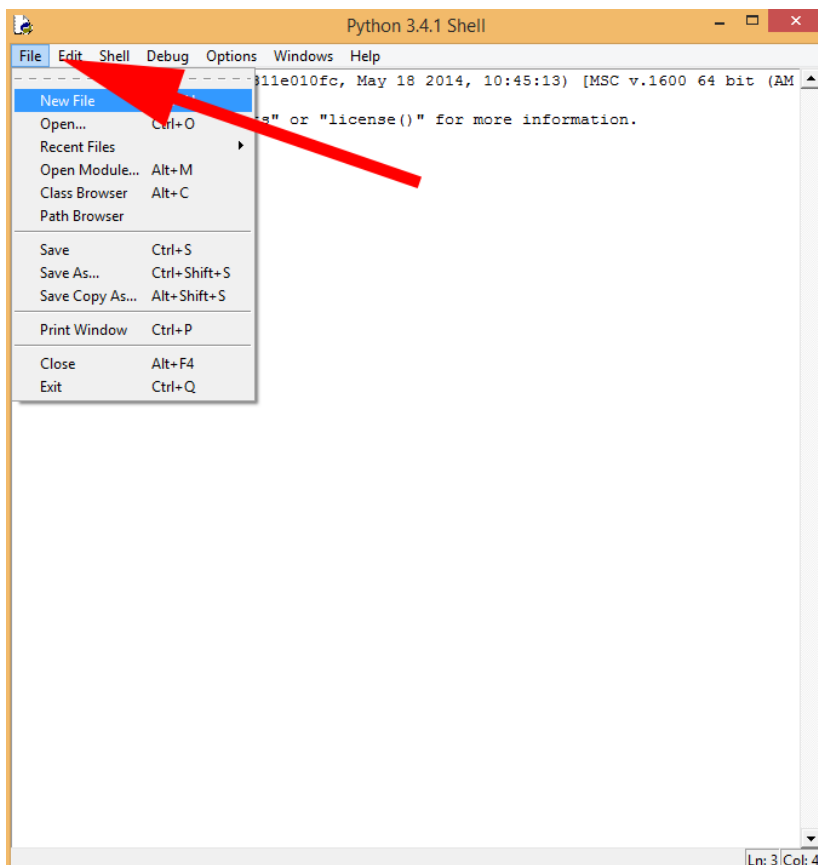 Python 3.4.1 Shell
File Edit Shell Debug Options Windows Help
311e010fc, May 18 2014, 10:45:13) [MSC v.1600 64 bit (AM
" or "license()" for more information.
New File
Open... Ctrl+O
Recent Files
Open Module... Alt+M
Class Browser Alt+C
Path Browser
Save Ctrl+S
Save As... Ctrl+Shift+S
Save Copy As... Alt+Shift+S
Print Window Ctrl+P
Close Alt+F4
Exit Ctrl+Q
Ln: 3 Col: 4